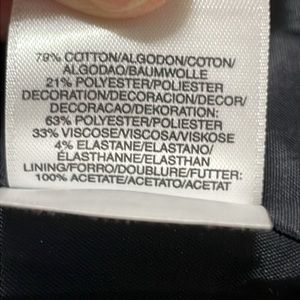 79% COTTON/ALGODON/COTON/
ALGODAO/BAUMWOLLE
21% POLYESTER/POLIESTER
DECORATION/DECORACION/DECOR/
DECORACAO/DEKORATION:
63% POLYESTER/POLIESTER
33% VISCOSE/VISCOSA/VISKOSE
4% ELASTANE/ELASTANO/
ÉLASTHANNE/ELASTHAN
LINING/FORRO/DOUBLURE/FUTTER:
100% ACETATE/ACETATO/ACETAT